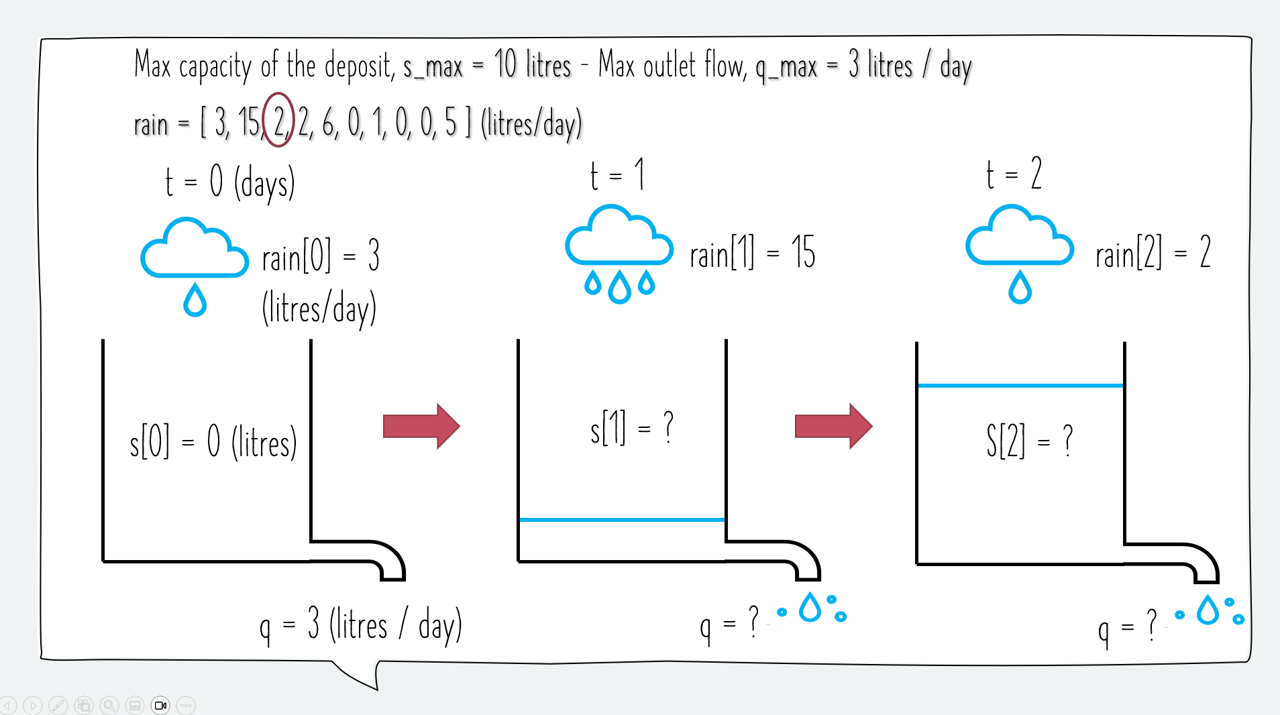 Max capacity of the deposit, s_max = 10 litres - Max outlet flow, q_max = 3 litres / day
rain = [ 3, 15, 2, 2, 6, 0, 1, 0, 0, 5 ] (litres/day)
t = 0 (days)
rain[0] = 3
(litres/day)
s[0] = 0 (litres)
q = 3 (litres / day)
t = 1
rain[1] = 15
s[1] = ?
q = ?
t = 2
rain[2] = 2
S[2] = ?
q = ?